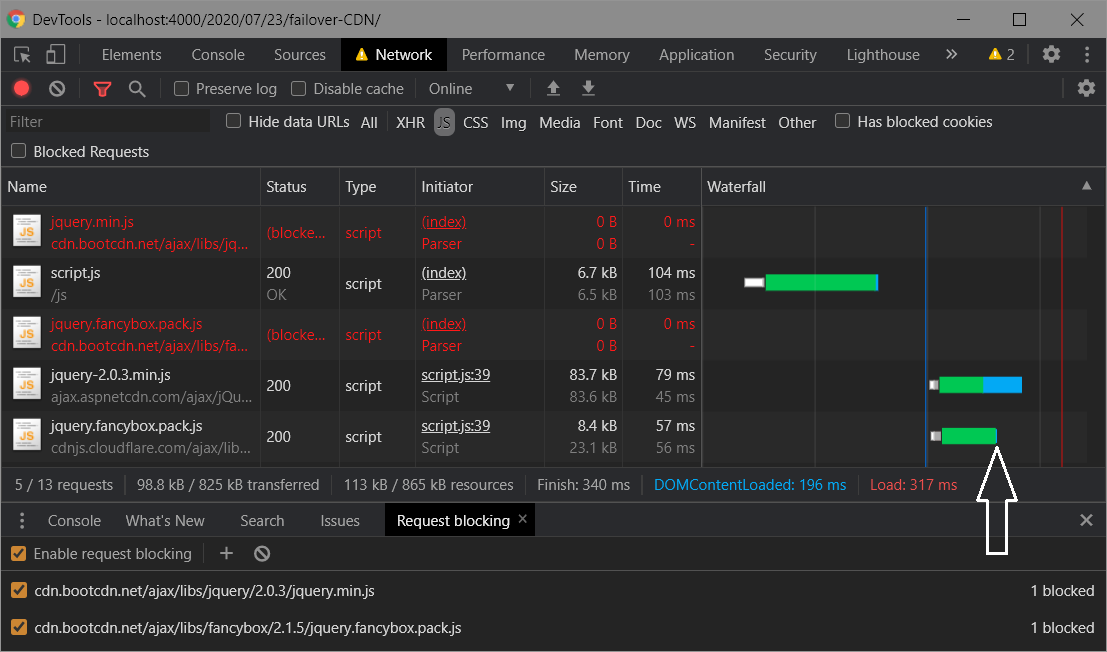 DevTools - localhost:4000/2020/07/23/failover-CDN/
Elements Console Sources Network Performance Memory Application Security Lighthouse » 2
Preserve log Disable cache Online
Filter Hide data URLs All XHR JS CSS Img Media Font Doc WS Manifest Other Has blocked cookies
Blocked Requests
Name Status Type Initiator Size Time Waterfall
JS jquery.min.js (index) 0 B 0 ms
(blocke... script
cdn.bootcdn.net/ajax/libs/jq... Parser 0 B -
JS script.js 200 (index) 6.7 kB 104 ms
script
/js OK Parser 6.5 kB 103 ms
JS jquery.fancybox.pack.js (index) 0 B 0 ms
(blocke... script
cdn.bootcdn.net/ajax/libs/fa... Parser 0 B -
JS jquery-2.0.3.min.js script.js:39 83.7 kB 79 ms
200 script
ajax.aspnetcdn.com/ajax/jQu... Script 83.6 kB 45 ms
JS jquery.fancybox.pack.js script.js:39 8.4 kB 57 ms
200 script
cdnjs.cloudflare.com/ajax/lib... Script 23.1 kB 56 ms
5 / 13 requests 98.8 kB / 825 kB transferred 113 kB / 865 kB resources Finish: 340 ms DOMContentLoaded: 196 ms Load: 317 ms
Console What's New Search Issues Request blocking ×
Enable request blocking
cdn.bootcdn.net/ajax/libs/jquery/2.0.3/jquery.min.js 1 blocked
cdn.bootcdn.net/ajax/libs/fancybox/2.1.5/jquery.fancybox.pack.js 1 blocked